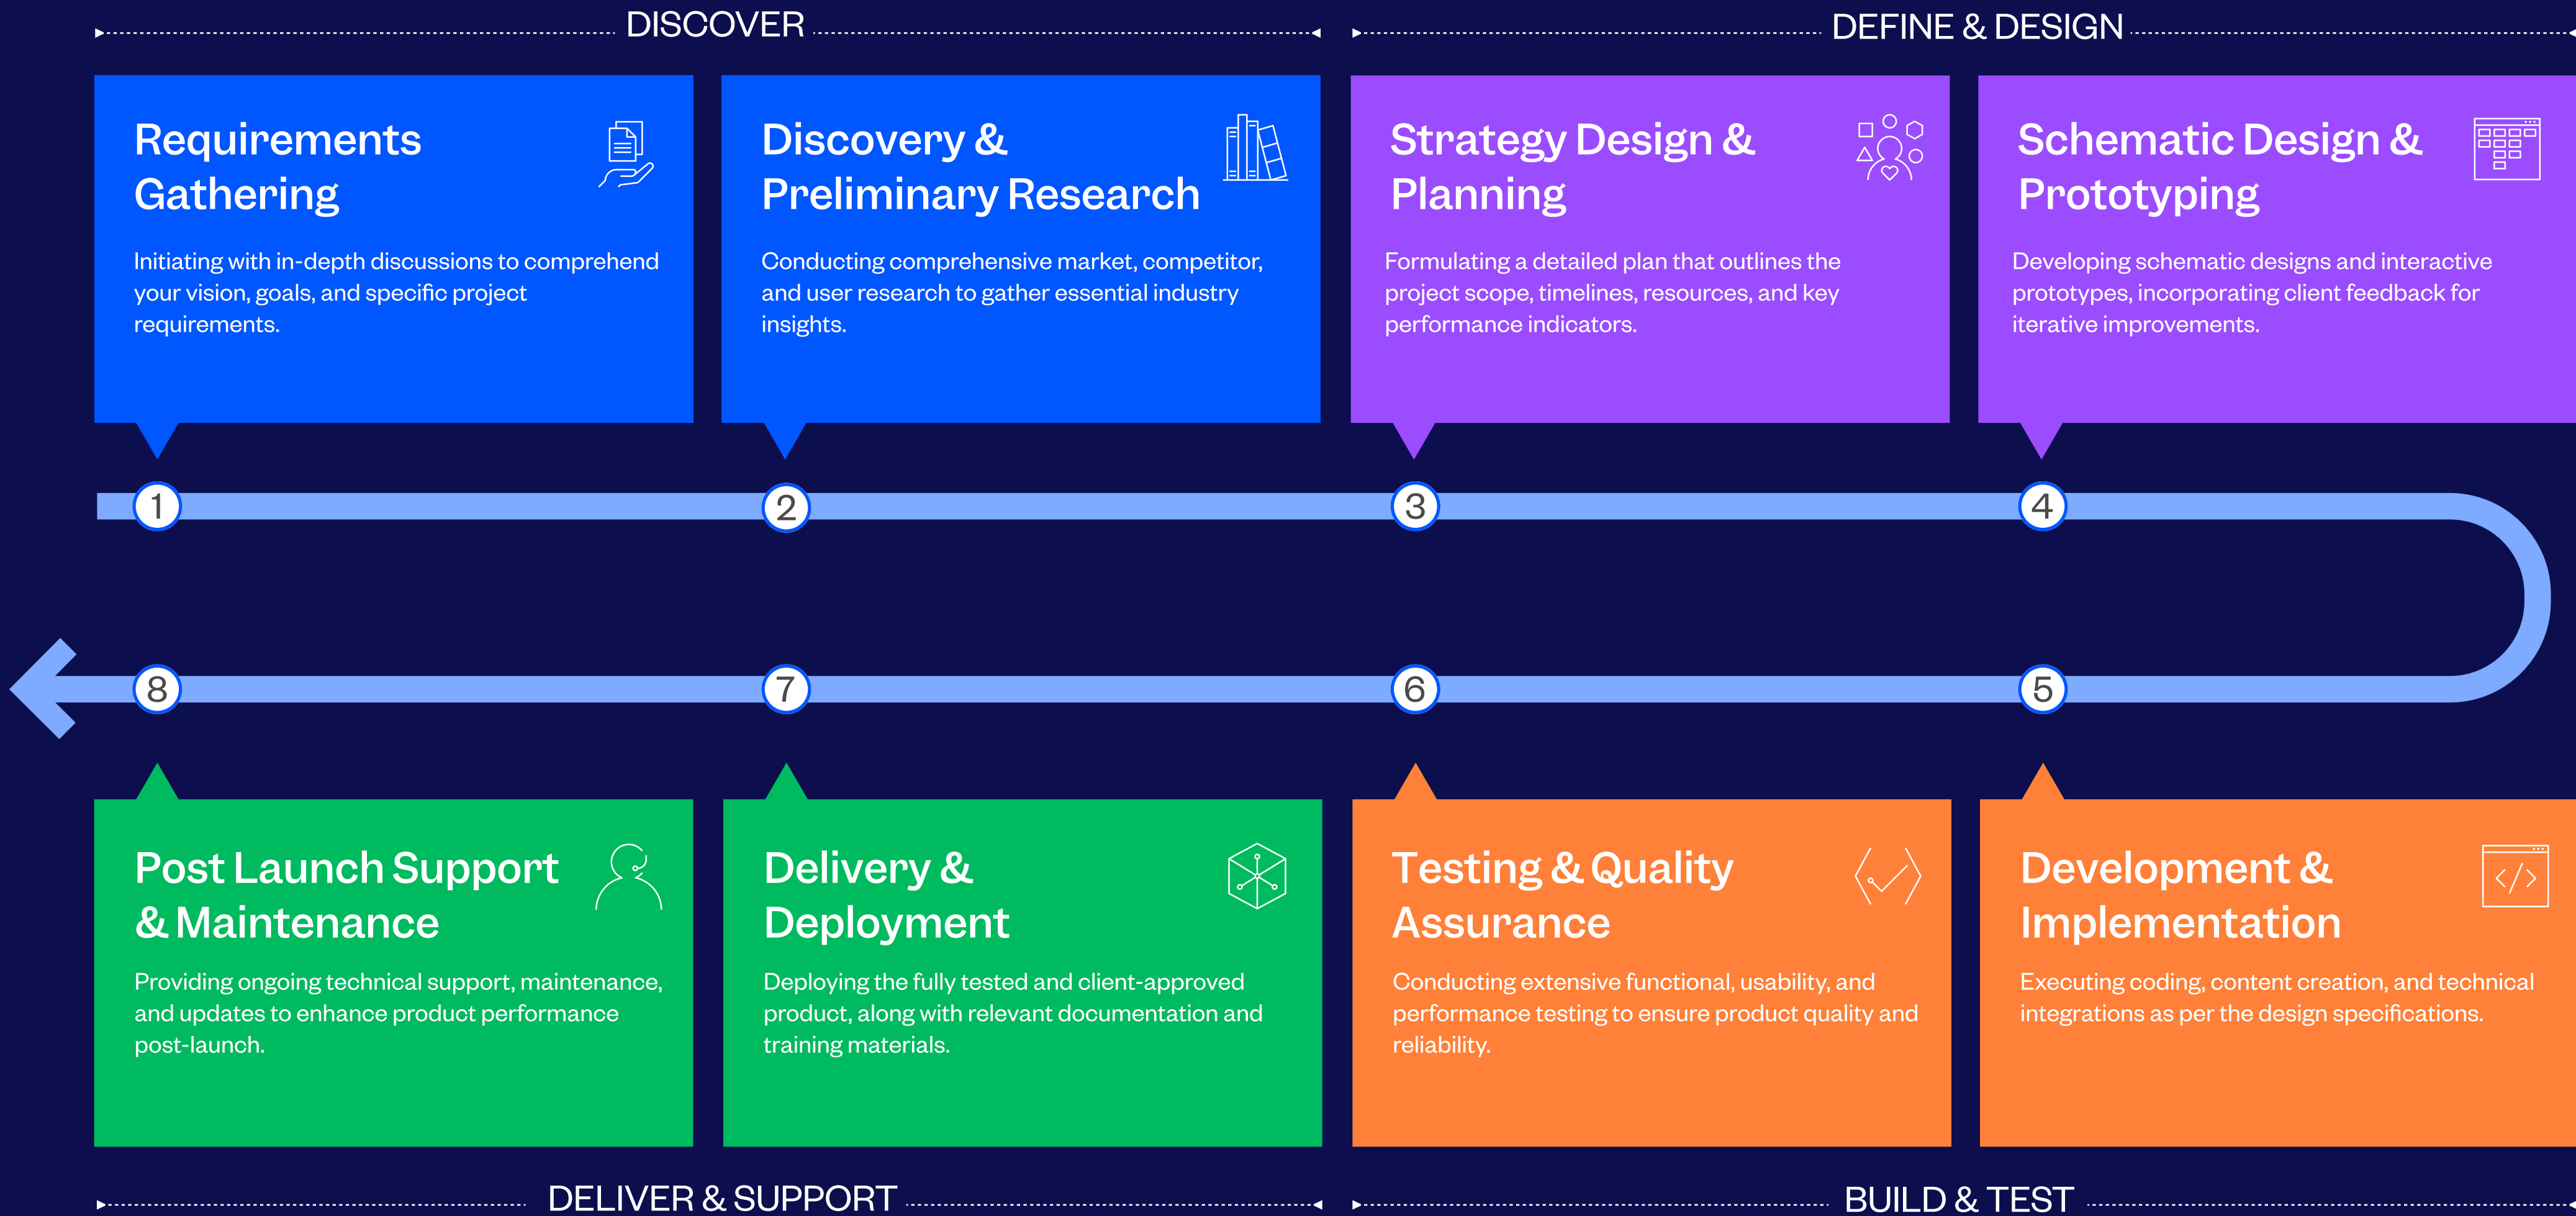 DISCOVER
DEFINE & DESIGN
Requirements
Gathering
Initiating with in-depth discussions to comprehend
your vision, goals, and specific project
requirements.
Discovery &
Preliminary Research
Conducting comprehensive market, competitor,
and user research to gather essential industry
insights.
Strategy Design &
Planning
Formulating a detailed plan that outlines the
project scope, timelines, resources, and key
performance indicators.
Schematic Design &
Prototyping
Developing schematic designs and interactive
prototypes, incorporating client feedback for
iterative improvements.
1
2
3
4
8
7
6
5
Post Launch Support
& Maintenance
Providing ongoing technical support, maintenance,
and updates to enhance product performance
post-launch.
Delivery &
Deployment
Deploying the fully tested and client-approved
product, along with relevant documentation and
training materials.
Testing & Quality
Assurance
Conducting extensive functional, usability, and
performance testing to ensure product quality and
reliability.
Development &
Implementation
Executing coding, content creation, and technical
integrations as per the design specifications.
DELIVER & SUPPORT
BUILD & TEST